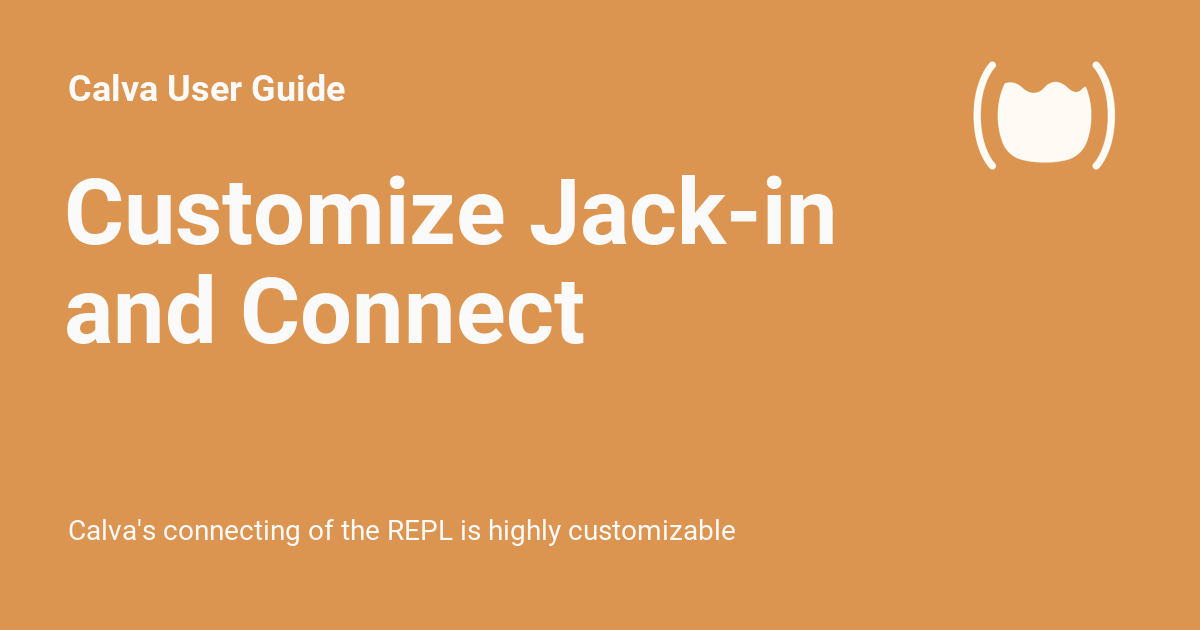 Calva User Guide
Customize Jack-in
and Connect
Calva's connecting of the REPL is highly customizable